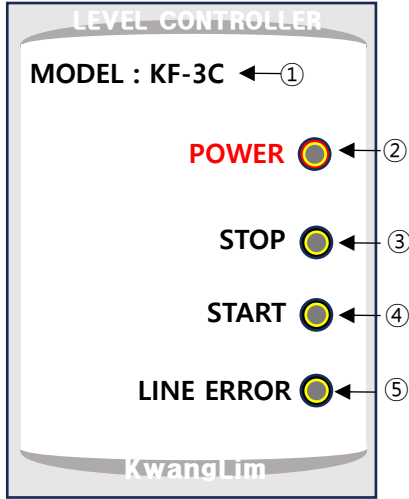 LEVEL CONTROLLER
MODEL : KF-3C ①
POWER ②
STOP ③
START ④
LINE ERROR ⑤
KwangLim